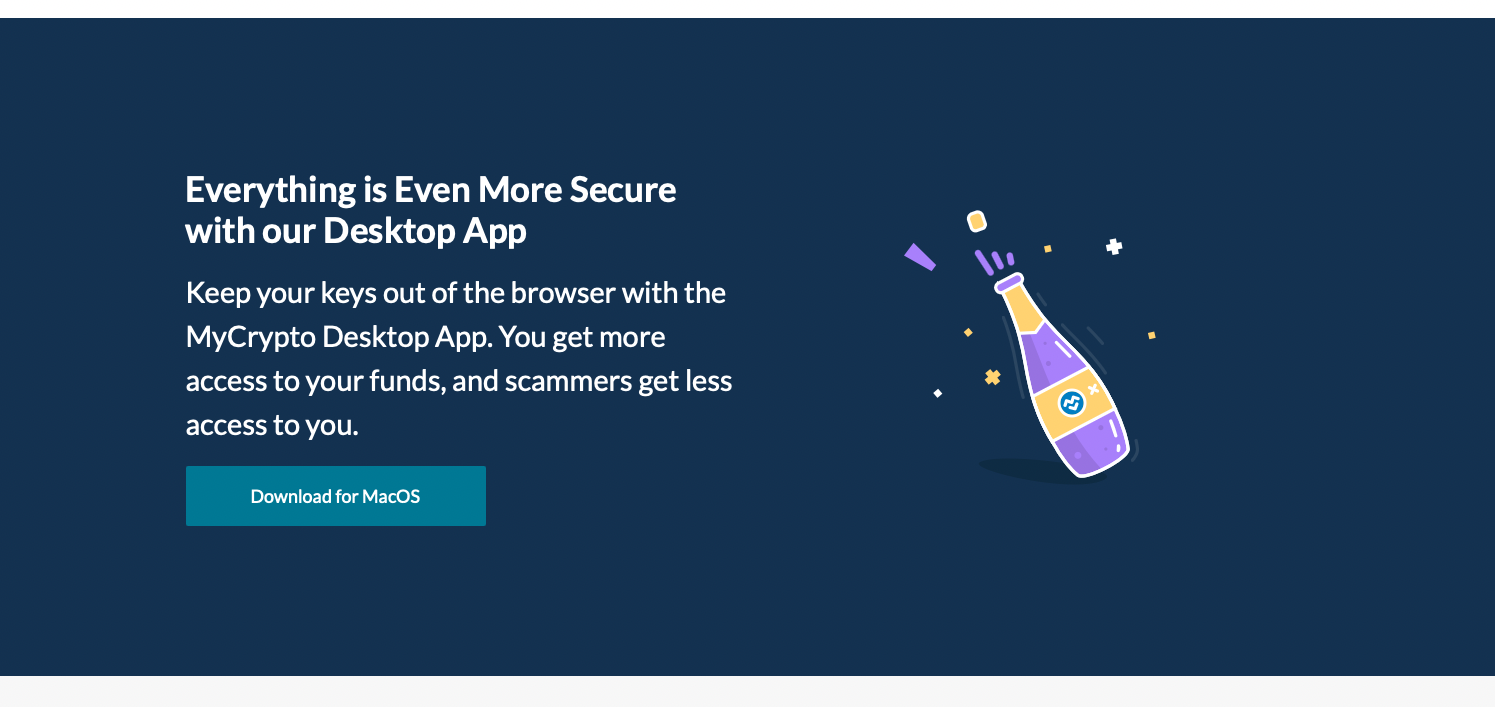 Everything is Even More Secure
with our Desktop App
Keep your keys out of the browser with the
MyCrypto Desktop App. You get more
access to your funds, and scammers get less
access to you.
Download for MacOS